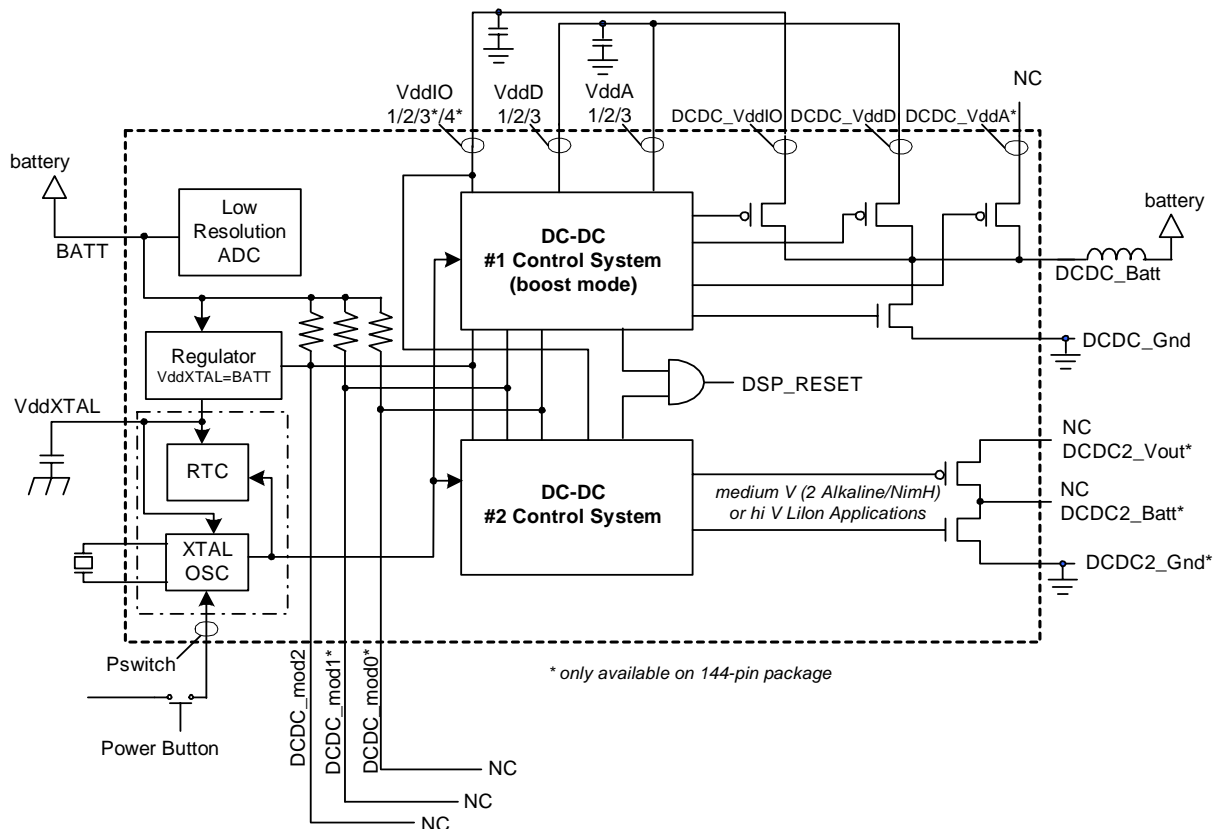 NC
VddIO
1/2/3*/4*
VddD
1/2/3
VddA
1/2/3
DCDC_VddIO
DCDC_VddD
DCDC_VddA*
battery
BATT
Low
Resolution
ADC
DC-DC
#1 Control System
(boost mode)
battery
DCDC_Batt
DCDC_Gnd
Regulator
VddXTAL=BATT
DSP_RESET
VddXTAL
RTC
XTAL
OSC
DC-DC
#2 Control System
medium V (2 Alkaline/NimH)
or hi V LiIon Applications
NC
DCDC2_Vout*
NC
DCDC2_Batt*
DCDC2_Gnd*
Pswitch
Power Button
DCDC_mod2
DCDC_mod1*
DCDC_mod0*
* only available on 144-pin package
NC
NC
NC